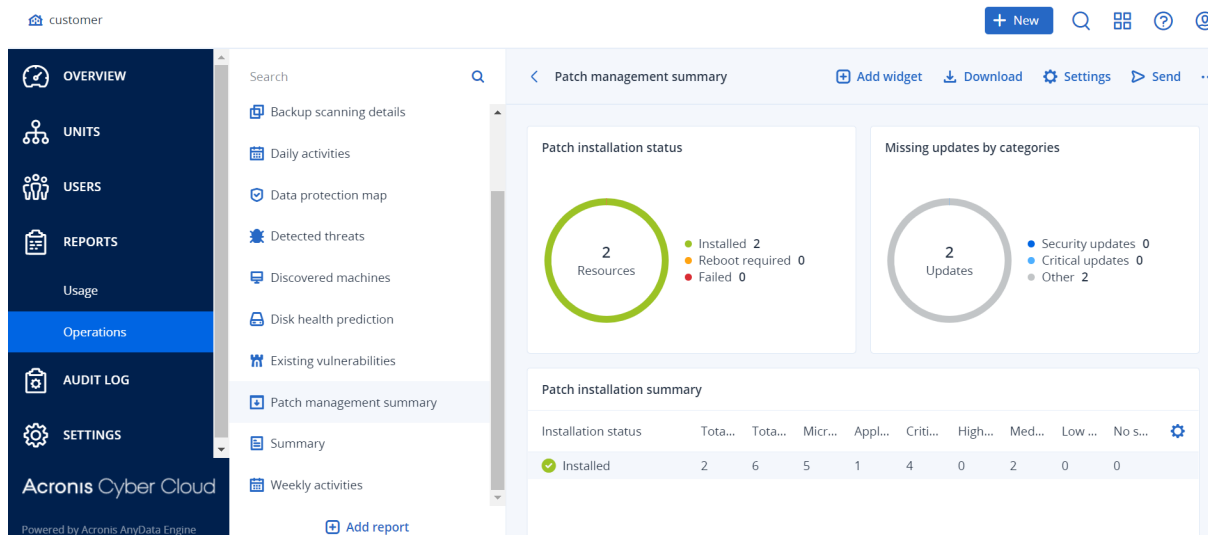 customer
+ New
OVERVIEW
UNITS
USERS
REPORTS
Usage
Operations
AUDIT LOG
SETTINGS
Acronis Cyber Cloud
Powered by Acronis AnyData Engine
Search
Backup scanning details
Daily activities
Data protection map
Detected threats
Discovered machines
Disk health prediction
Existing vulnerabilities
Patch management summary
Summary
Weekly activities
Add report
Patch management summary
Add widget
Download
Settings
Send
Patch installation status
2
Resources
Installed 2
Reboot required 0
Failed 0
Missing updates by categories
2
Updates
Security updates 0
Critical updates 0
Other 2
Patch installation summary
Installation status Tota... Tota... Micr... Appl... Criti... High... Med... Low ... No s...
Installed 2 6 5 1 4 0 2 0 0